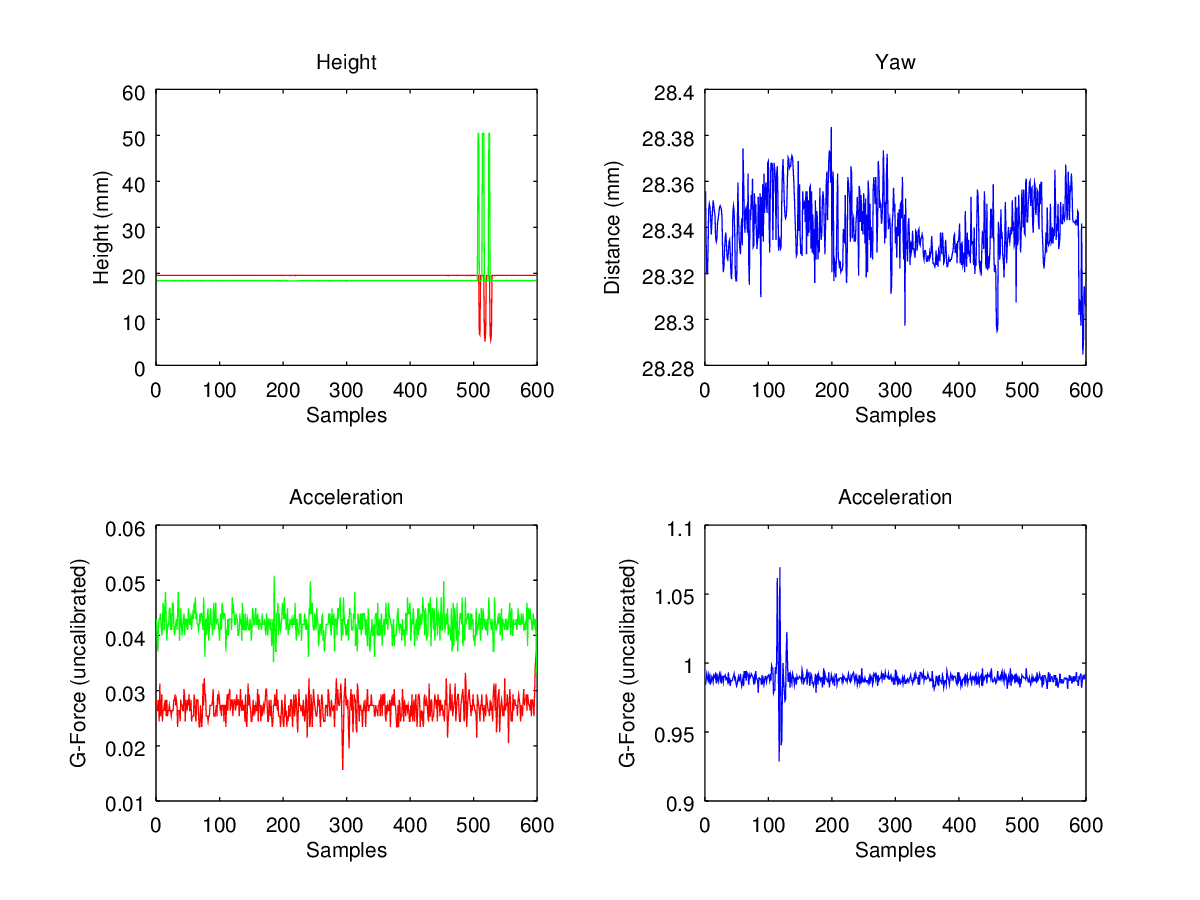 Height
60
50
40
30
20
10
0
Height (mm)
0 100 200 300 400 500 600
Samples
Yaw
28.4
28.38
28.36
28.34
28.32
28.3
28.28
Distance (mm)
0 100 200 300 400 500 600
Samples
Acceleration
0.06
0.05
0.04
0.03
0.02
0.01
G-Force (uncalibrated)
0 100 200 300 400 500 600
Samples
Acceleration
1.1
1.05
1
0.95
0.9
G-Force (uncalibrated)
0 100 200 300 400 500 600
Samples